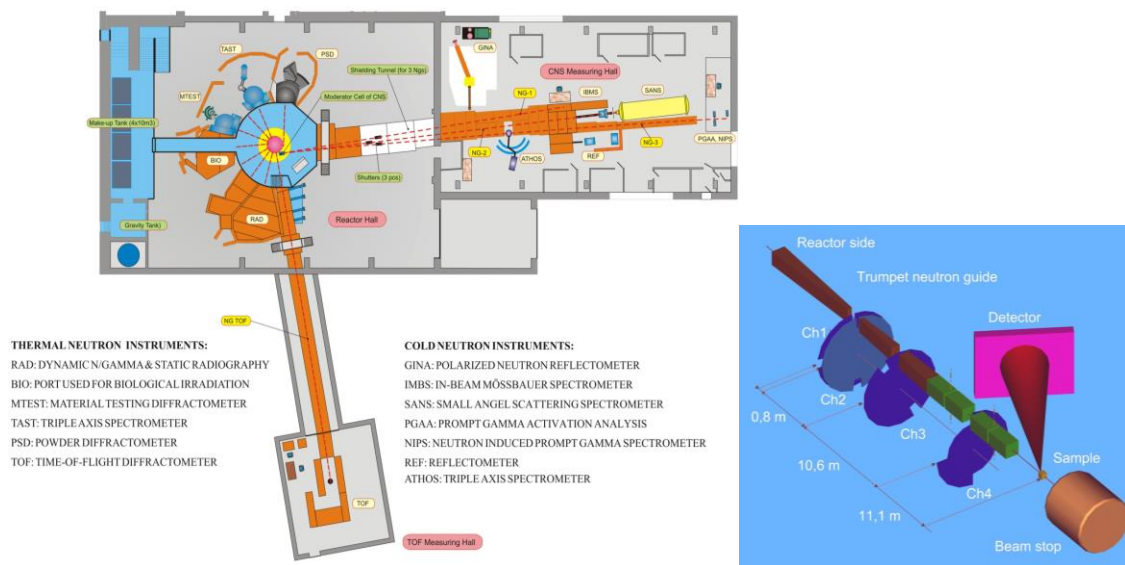 TAST
PSD
GINA
Shielding Tunnel (for 3 Ngs)
CNS Measuring Hall
MTEST
Moderator Cell of CNS
NG-1
IBMS
SANS
Make-up Tank (4x10m3)
BIO
NG-2
ATHOS
REF
NG-3
PGAA, NIPS
Shutters (3 pcs)
RAD
Reactor Hall
Gravity Tank)
NG TOF
TOF
TOF Measuring Hall
THERMAL NEUTRON INSTRUMENTS:
RAD: DYNAMIC N/GAMMA & STATIC RADIOGRAPHY
BIO: PORT USED FOR BIOLOGICAL IRRADIATION
MTEST: MATERIAL TESTING DIFFRACTOMETER
TAST: TRIPLE AXIS SPECTROMETER
PSD: POWDER DIFFRACTOMETER
TOF: TIME-OF-FLIGHT DIFFRACTOMETER
COLD NEUTRON INSTRUMENTS:
GINA: POLARIZED NEUTRON REFLECTOMETER
IMBS: IN-BEAM MÖSSBAUER SPECTROMETER
SANS: SMALL ANGEL SCATTERING SPECTROMETER
PGAA: PROMPT GAMMA ACTIVATION ANALYSIS
NIPS: NEUTRON INDUCED PROMPT GAMMA SPECTROMETER
REF: REFLECTOMETER
ATHOS: TRIPLE AXIS SPECTROMETER
Reactor side
Trumpet neutron guide
Detector
Ch1
Ch2
0,8 m
Ch3
10,6 m
Sample
Ch4
11,1 m
Beam stop